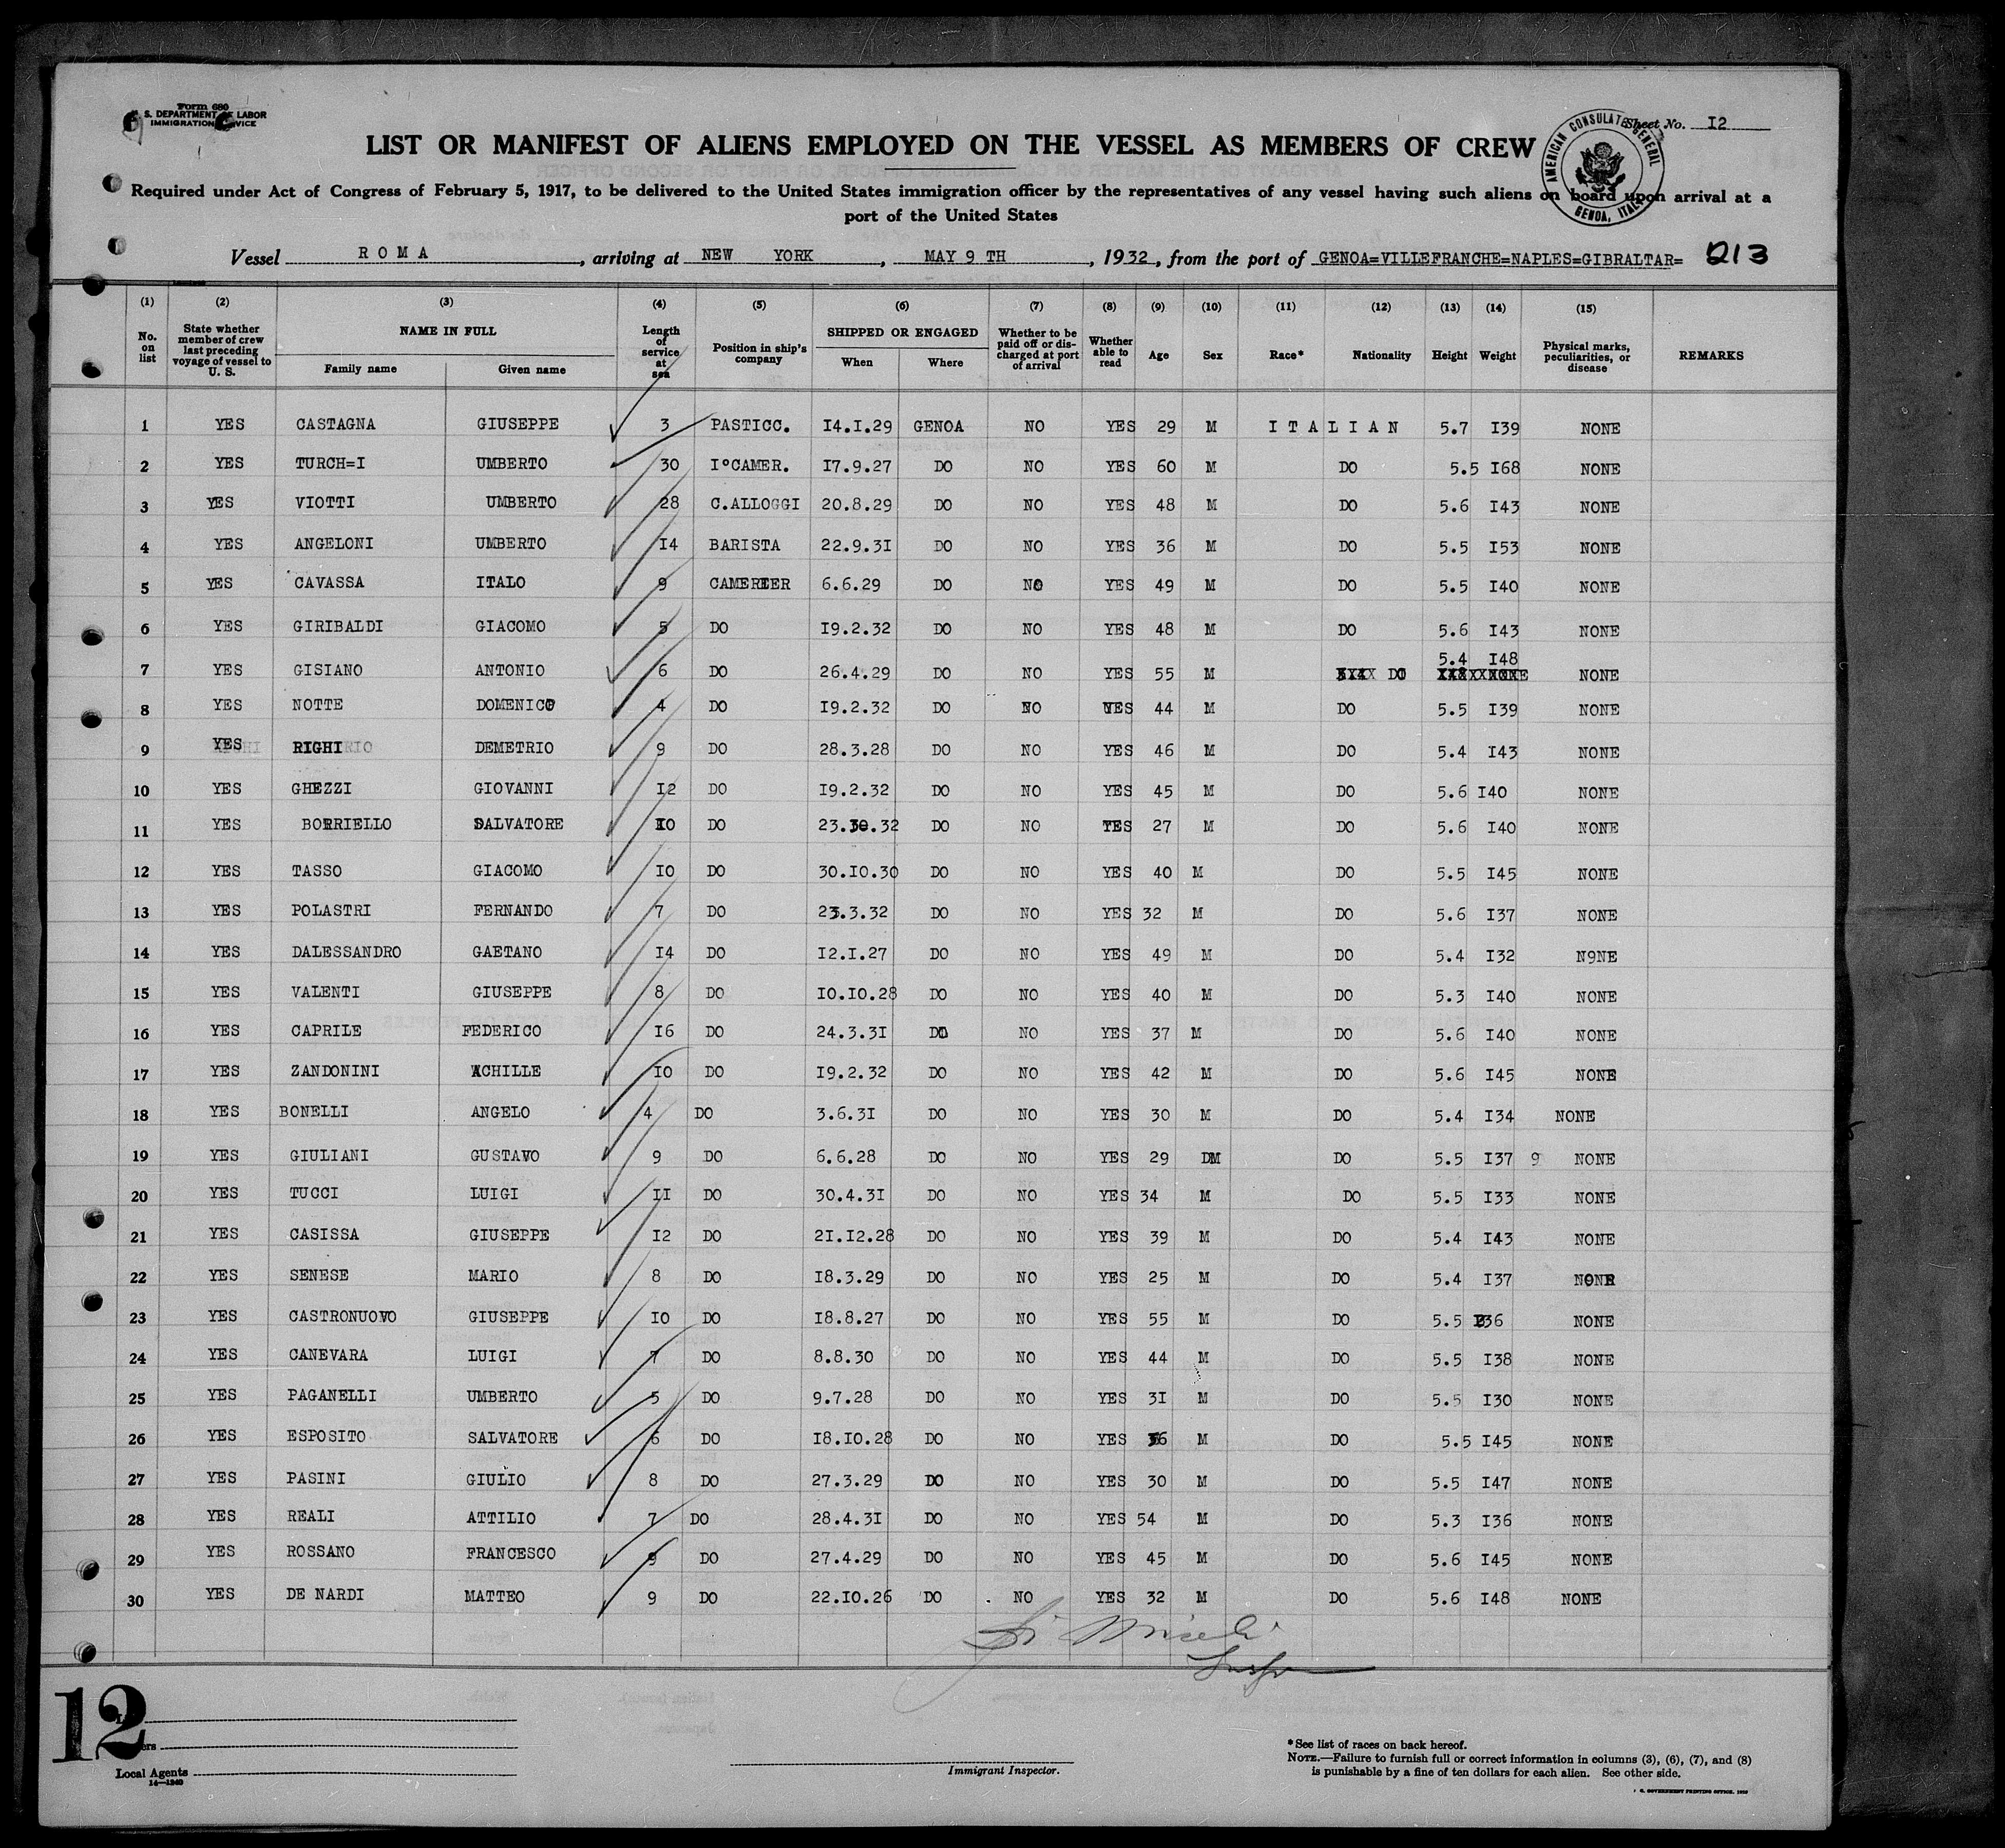 Form 680
S. DEPARTMENT LABOR
IMMIGRATION VICE
Sheet No. I2
AMERICAN CONSULATE GENERAL
GENOA, ITALY
LIST OR MANIFEST OF ALIENS EMPLOYED ON THE VESSEL AS MEMBERS OF CREW
Required under Act of Congress of February 5, 1917, to be delivered to the United States immigration officer by the representatives of any vessel having such aliens on board upon arrival at a
port of the United States
Vessel ROMA, arriving at NEW YORK, MAY 9 TH, 1932, from the port of GENOA=VILLEFRANCHE=NAPLES=GIBRALTAR= 213
(1) (2) (3) (4) (5) (6) (7) (8) (9) (10) (11) (12) (13) (14) (15)
No. on list State whether member of crew last preceding voyage of vessel to U. S. NAME IN FULL Family name Given name Length of service at sea Position in ship's company SHIPPED OR ENGAGED When Where Whether to be paid off or discharged at port of arrival Whether able to read Age Sex Race* Nationality Height Weight Physical marks, peculiarities, or disease REMARKS
1 YES CASTAGNA GIUSEPPE 3 PASTICC. I4.I.29 GENOA NO YES 29 M ITALIAN 5.7 I39 NONE
2 YES TURCH=I UMBERTO 30 I°CAMER. I7.9.27 DO NO YES 60 M DO 5.5 I68 NONE
3 YES VIOTTI UMBERTO 28 C.ALLOGGI 20.8.29 DO NO YES 48 M DO 5.6 I43 NONE
4 YES ANGELONI UMBERTO I4 BARISTA 22.9.3I DO NO YES 36 M DO 5.5 I53 NONE
5 YES CAVASSA ITALO 9 CAMERIER 6.6.29 DO NO YES 49 M DO 5.5 I40 NONE
6 YES GIRIBALDI GIACOMO 5 DO I9.2.32 DO NO YES 48 M DO 5.6 I43 NONE
7 YES GISIANO ANTONIO 6 DO 26.4.29 DO NO YES 55 M DO 5.4 I48 NONE
8 YES NOTTE DOMENICO 4 DO I9.2.32 DO NO YES 44 M DO 5.5 I39 NONE
9 YES RIGHI DEMETRIO 9 DO 28.3.28 DO NO YES 46 M DO 5.4 I43 NONE
10 YES GHEZZI GIOVANNI I2 DO I9.2.32 DO NO YES 45 M DO 5.6 I40 NONE
11 YES BORRIELLO SALVATORE IO DO DO NO YES 27 M DO 5.6 I40 NONE
12 YES TASSO GIACOMO IO DO 30.IO.30 DO NO YES 40 M DO 5.5 I45 NONE
13 YES POLASTRI FERNANDO 7 DO 23.3.32 DO NO YES 32 M DO 5.6 I37 NONE
14 YES DALESSANDRO GAETANO I4 DO I2.I.27 DO NO YES 49 M DO 5.4 I32 N9NE
15 YES VALENTI GIUSEPPE 8 DO IO.IO.28 DO NO YES 40 M DO 5.3 I40 NONE
16 YES CAPRILE FEDERICO I6 DO 24.3.3I DO NO YES 37 M DO 5.6 I40 NONE
17 YES ZANDONINI ACHILLE IO DO I9.2.32 DO NO YES 42 M DO 5.6 I45 NONE
18 YES BONELLI ANGELO 4 DO 3.6.3I DO NO YES 30 M DO 5.4 I34 NONE
19 YES GIULIANI GUSTAVO 9 DO 6.6.28 DO NO YES 29 M DO 5.5 I37 9 NONE
20 YES TUCCI LUIGI II DO 30.4.3I DO NO YES 34 M DO 5.5 I33 NONE
21 YES CASISSA GIUSEPPE I2 DO 2I.I2.28 DO NO YES 39 M DO 5.4 I43 NONE
22 YES SENESE MARIO 8 DO I8.3.29 DO NO YES 25 M DO 5.4 I37 NONE
23 YES CASTRONUOVO GIUSEPPE IO DO I8.8.27 DO NO YES 55 M DO 5.5 I36 NONE
24 YES CANEVARA LUIGI 7 DO 8.8.30 DO NO YES 44 M DO 5.5 I38 NONE
25 YES PAGANELLI UMBERTO 5 DO 9.7.28 DO NO YES 3I M DO 5.5 I30 NONE
26 YES ESPOSITO SALVATORE 6 DO I8.IO.28 DO NO YES 36 M DO 5.5 I45 NONE
27 YES PASINI GIULIO 8 DO 27.3.29 DO NO YES 30 M DO 5.5 I47 NONE
28 YES REALI ATTILIO 7 DO 28.4.3I DO NO YES 54 M DO 5.3 I36 NONE
29 YES ROSSANO FRANCESCO 9 DO 27.4.29 DO NO YES 45 M DO 5.6 I45 NONE
30 YES DE NARDI MATTEO 9 DO 22.IO.26 DO NO YES 32 M DO 5.6 I48 NONE
12
Local Agents
14—1240
Immigrant Inspector.
*See list of races on back hereof.
NOTE.—Failure to furnish full or correct information in columns (3), (6), (7), and (8)
is punishable by a fine of ten dollars for each alien. See other side.
GOVERNMENT PRINTING OFFICE